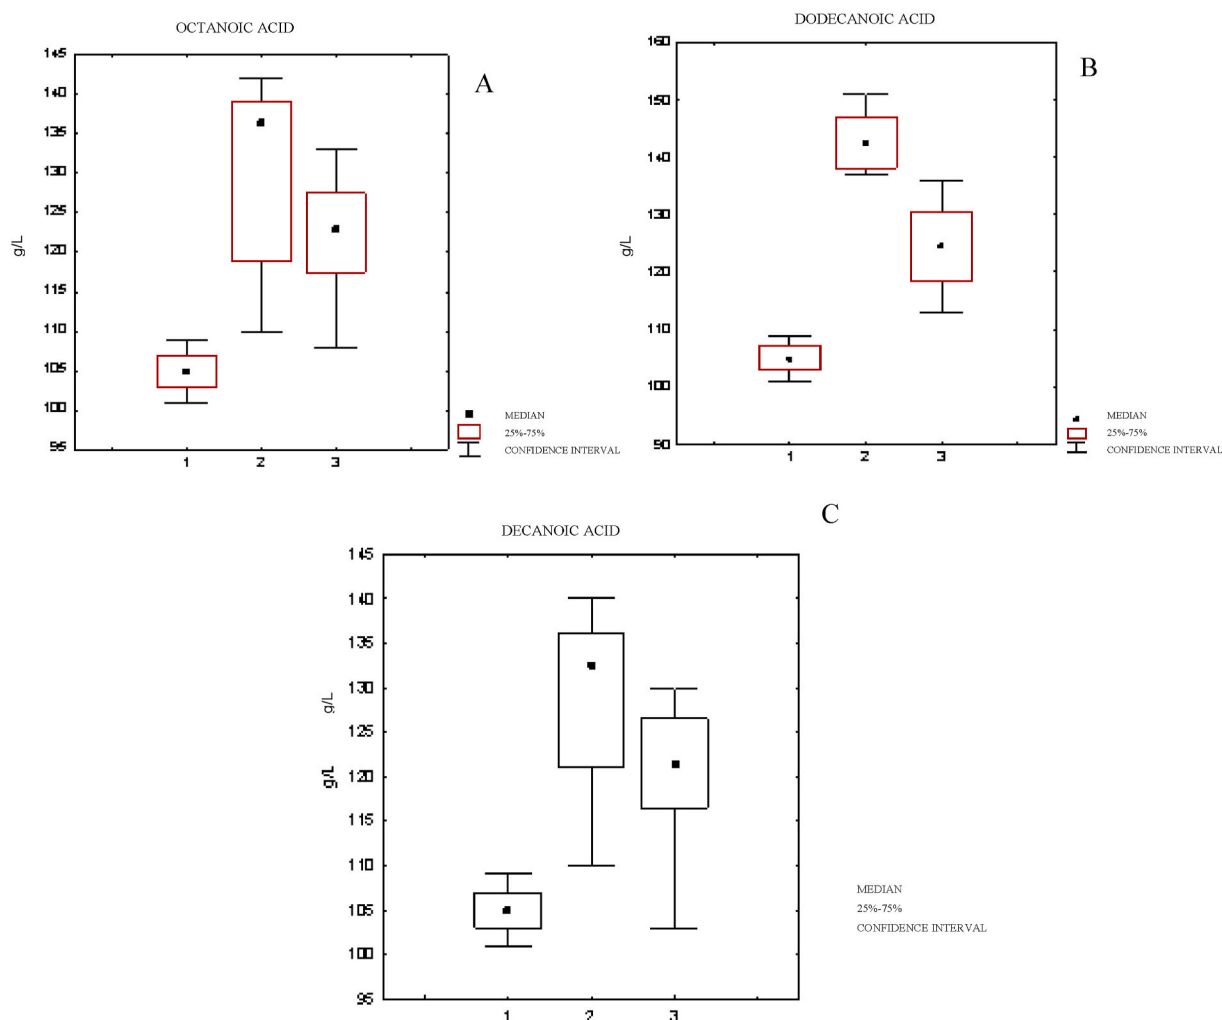 OCTANOIC ACID
A
145
140
135
130
125
120
115
110
105
100
95
g/L
1 2 3
MEDIAN
25%-75%
CONFIDENCE INTERVAL
DODECANOIC ACID
B
160
150
140
130
120
110
100
90
g/L
1 2 3
MEDIAN
25%-75%
CONFIDENCE INTERVAL
C
DECANOIC ACID
145
140
135
130
125
120
115
110
105
100
95
g/L
g/L
1 2 3
MEDIAN
25%-75%
CONFIDENCE INTERVAL